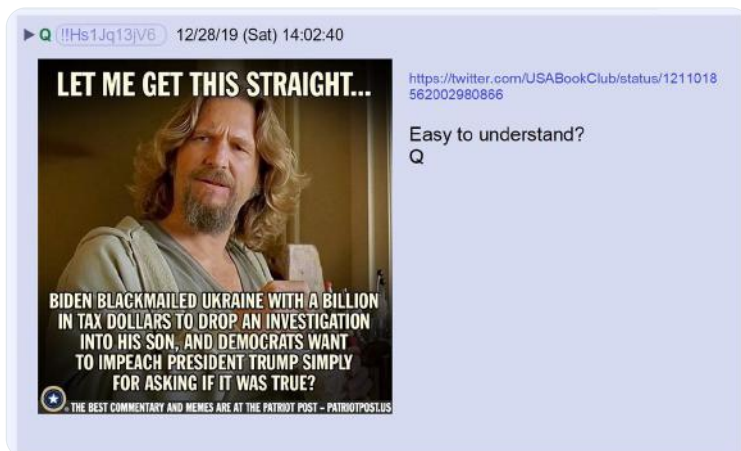 ▶ Q !!Hs1Jq13jV6 12/28/19 (Sat) 14:02:40
LET ME GET THIS STRAIGHT...
BIDEN BLACKMAILED UKRAINE WITH A BILLION
IN TAX DOLLARS TO DROP AN INVESTIGATION
INTO HIS SON, AND DEMOCRATS WANT
TO IMPEACH PRESIDENT TRUMP SIMPLY
FOR ASKING IF IT WAS TRUE?
THE BEST COMMENTARY AND MEMES ARE AT THE PATRIOT POST – PATRIOTPOST.US
https://twitter.com/USABookClub/status/1211018
562002980866
Easy to understand?
Q